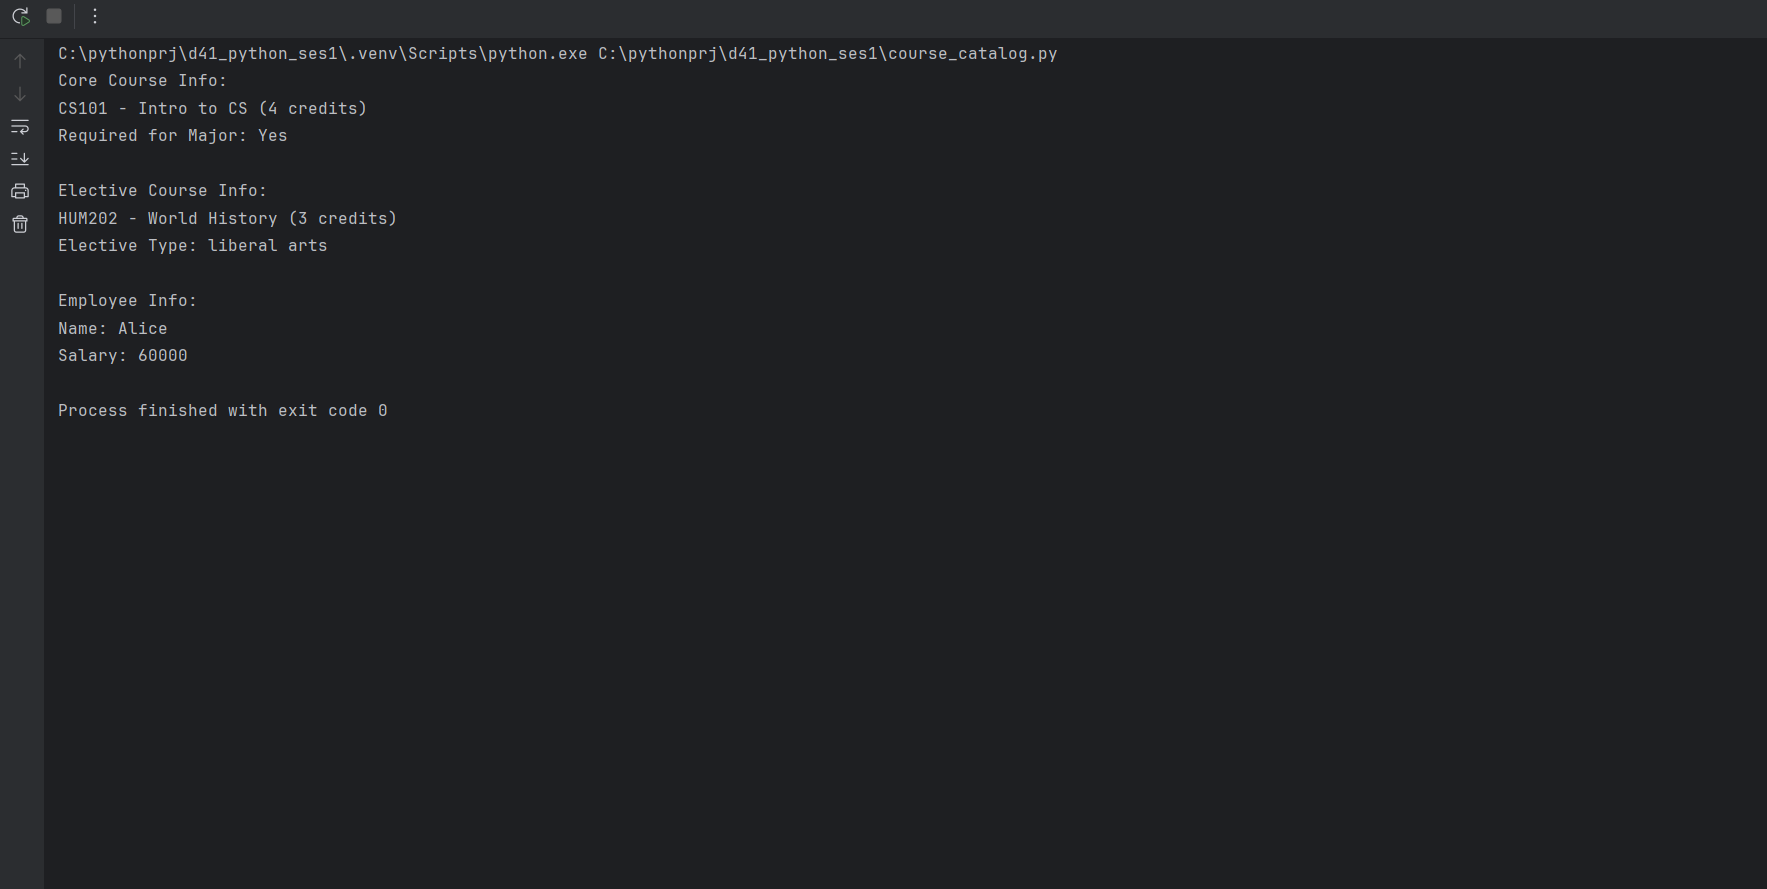 C:\pythonprj\d41_python_ses1\.venv\Scripts\python.exe C:\pythonprj\d41_python_ses1\course_catalog.py
Core Course Info:
CS101 - Intro to CS (4 credits)
Required for Major: Yes
Elective Course Info:
HUM202 - World History (3 credits)
Elective Type: liberal arts
Employee Info:
Name: Alice
Salary: 60000
Process finished with exit code 0